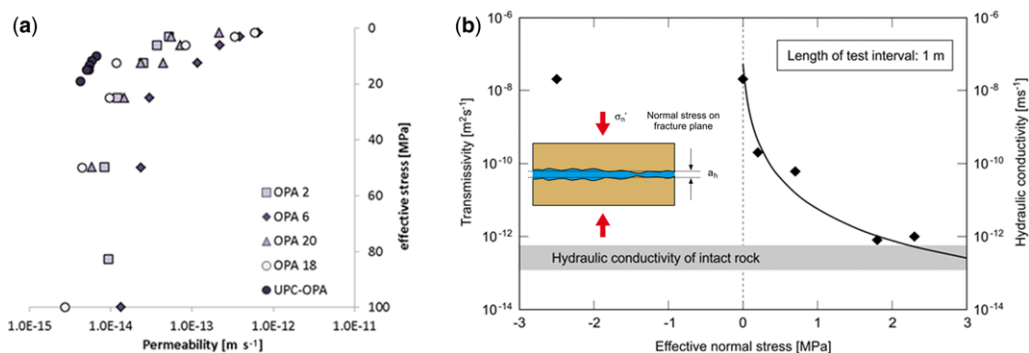 (a)
0
20
40
60
80
100
effective stress [MPa]
OPA 2
OPA 6
OPA 20
OPA 18
UPC-OPA
1.0E-15 1.0E-14 1.0E-13 1.0E-12 1.0E-11
Permeability [m s⁻¹]
(b)
10⁻⁶
10⁻⁸
10⁻¹⁰
10⁻¹²
10⁻¹⁴
Transmissivity [m²s⁻¹]
Length of test interval: 1 m
σₙ'
Normal stress on
fracture plane
aₕ
Hydraulic conductivity of intact rock
10⁻⁶
10⁻⁸
10⁻¹⁰
10⁻¹²
10⁻¹⁴
Hydraulic conductivity [ms⁻¹]
-3 -2 -1 0 1 2 3
Effective normal stress [MPa]